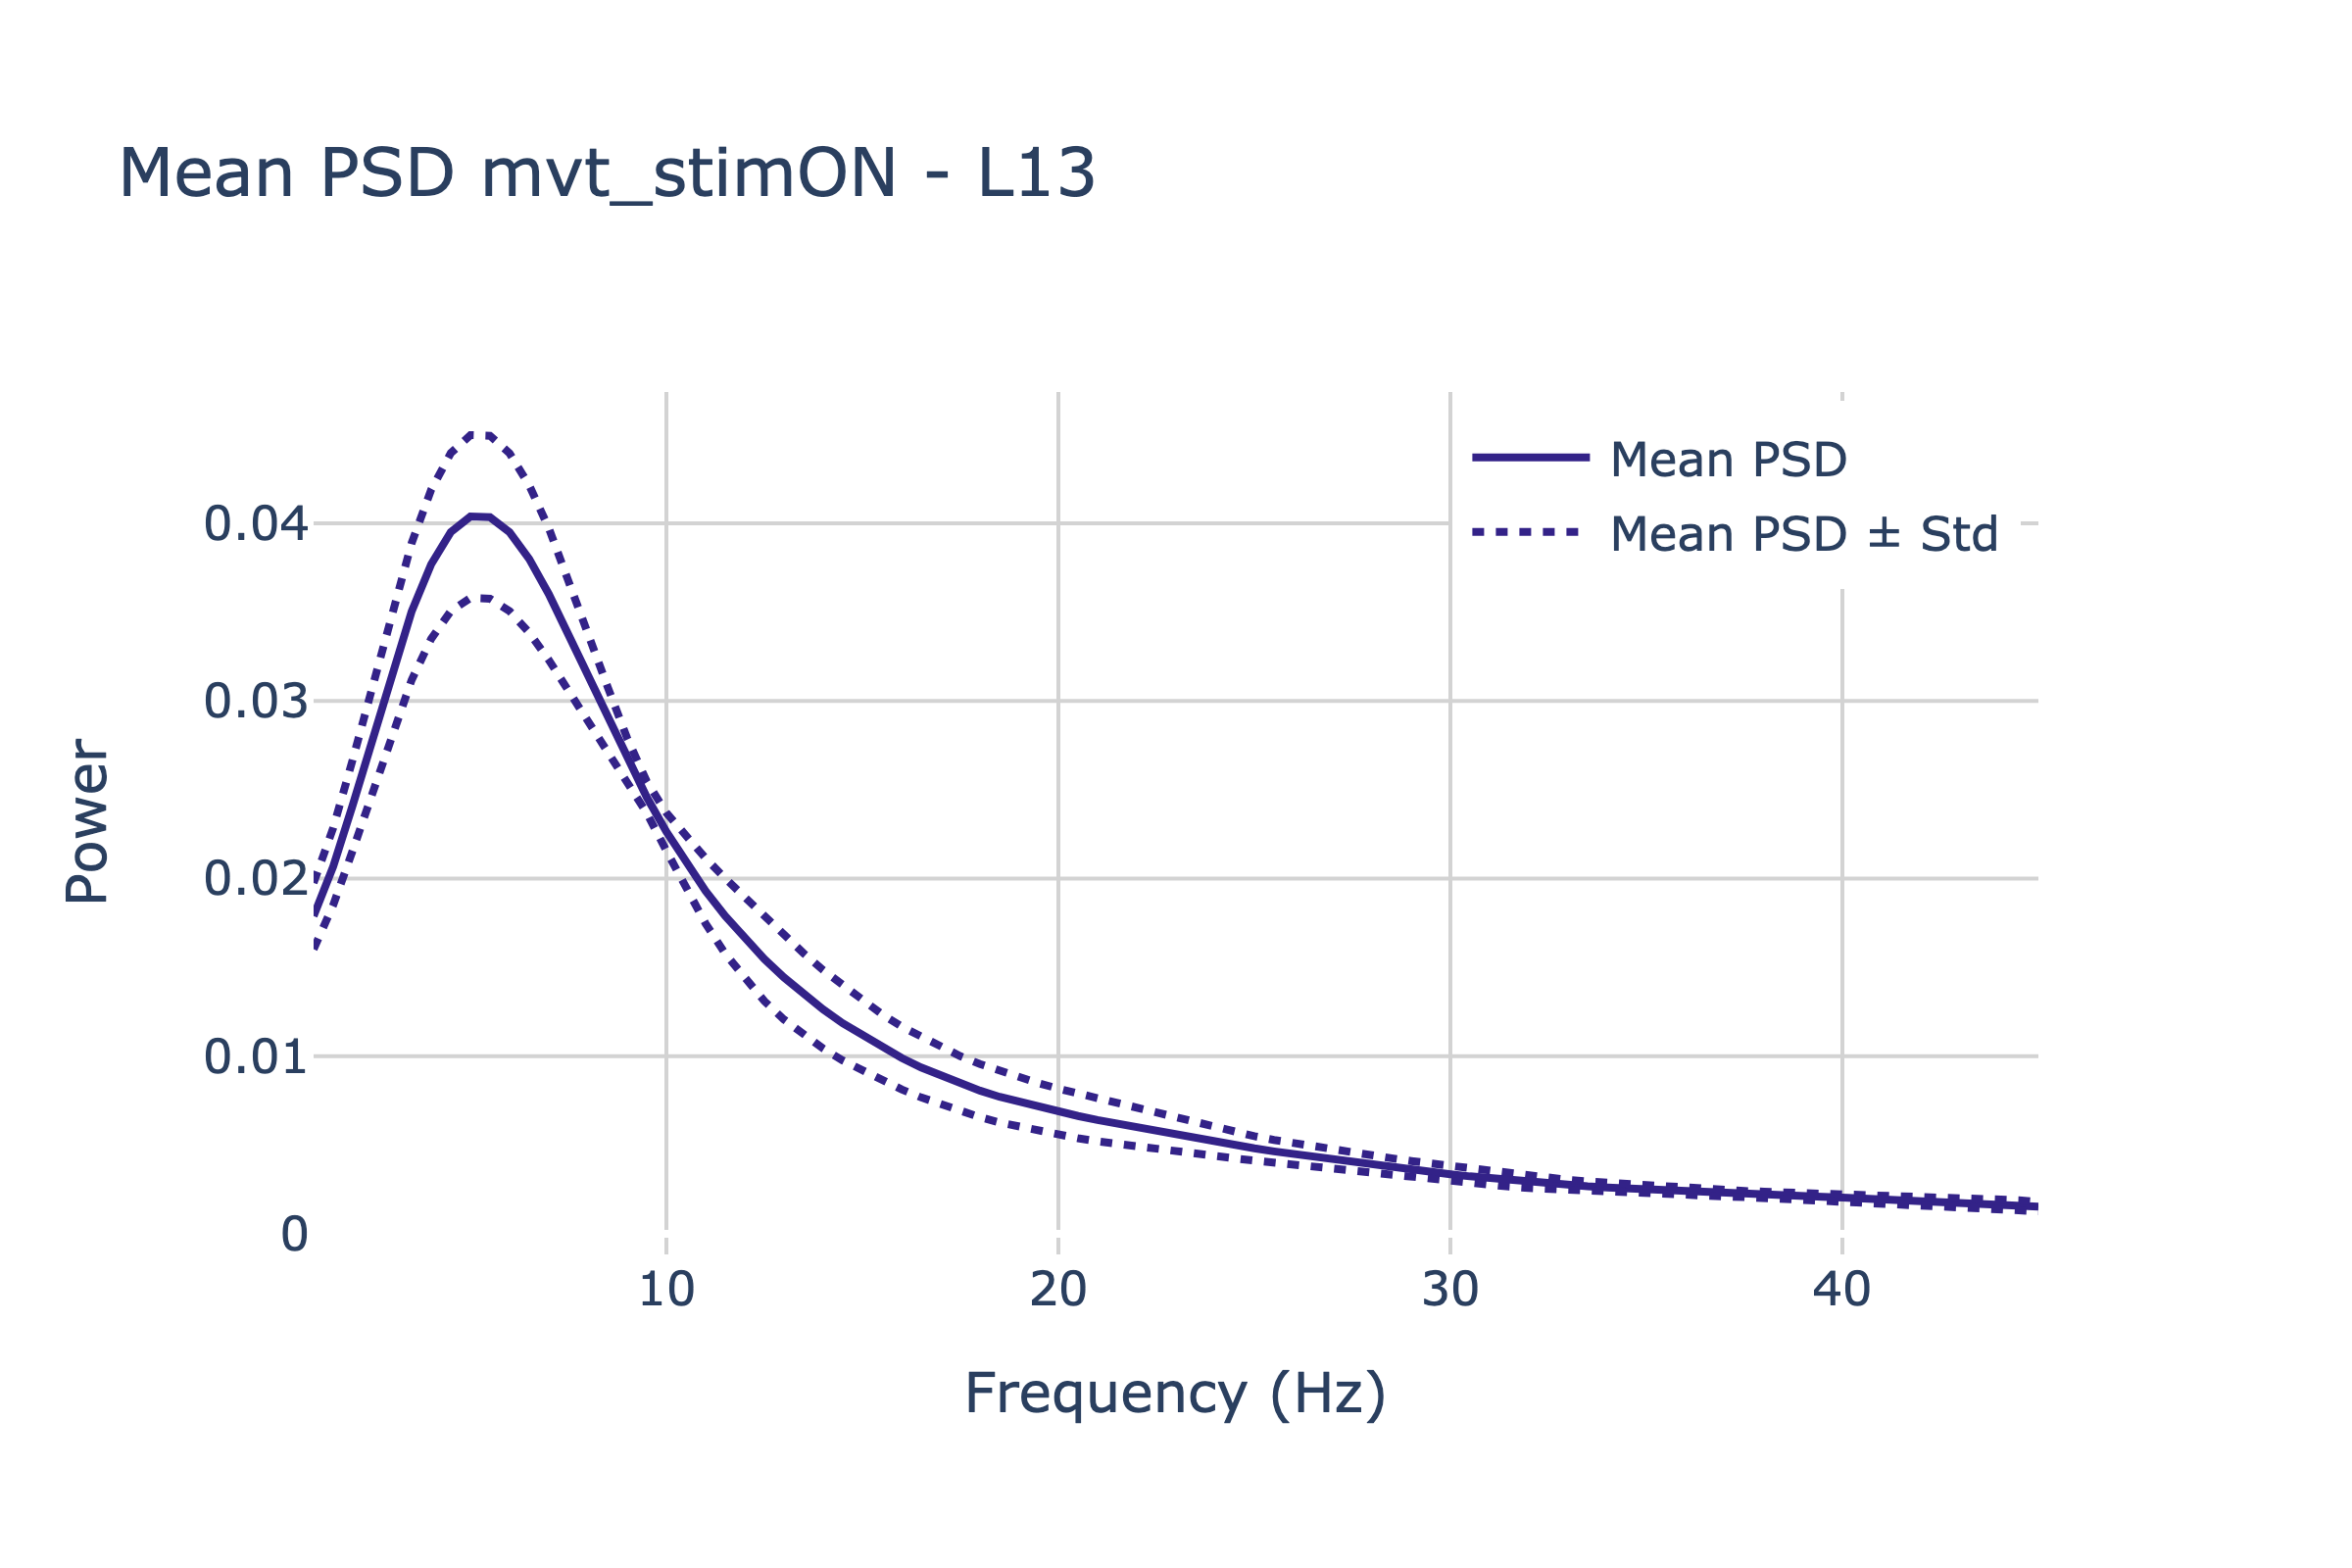 Mean PSD mvt_stimON - L13
Mean PSD
Mean PSD ± Std
0.04
0.03
0.02
0.01
0
Power
10 20 30 40
Frequency (Hz)